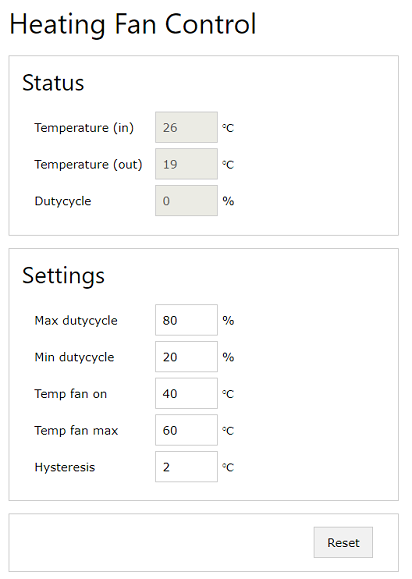 Heating Fan Control
Status
Temperature (in) 26 °C
Temperature (out) 19 °C
Dutycycle 0 %
Settings
Max dutycycle 80 %
Min dutycycle 20 %
Temp fan on 40 °C
Temp fan max 60 °C
Hysteresis 2 °C
Reset